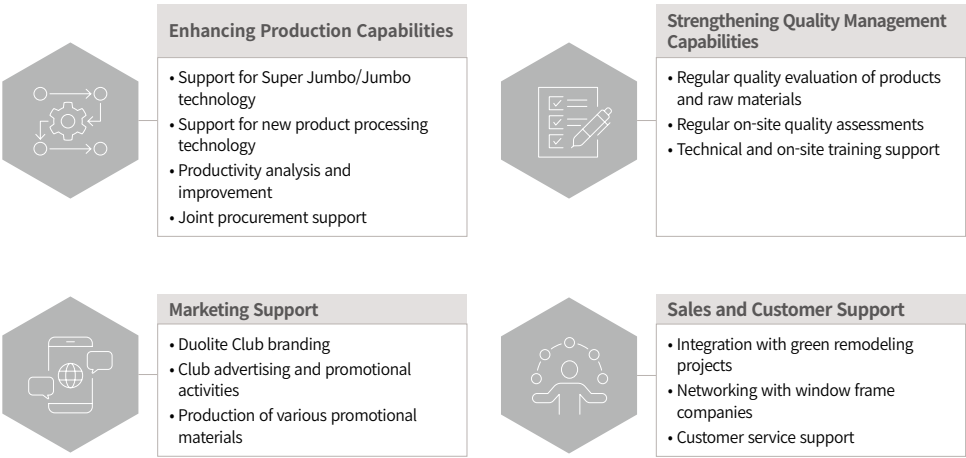 Enhancing Production Capabilities
• Support for Super Jumbo/Jumbo
technology
• Support for new product processing
technology
• Productivity analysis and
improvement
• Joint procurement support
Strengthening Quality Management
Capabilities
• Regular quality evaluation of products
and raw materials
• Regular on-site quality assessments
• Technical and on-site training support
Marketing Support
• Duolite Club branding
• Club advertising and promotional
activities
• Production of various promotional
materials
Sales and Customer Support
• Integration with green remodeling
projects
• Networking with window frame
companies
• Customer service support